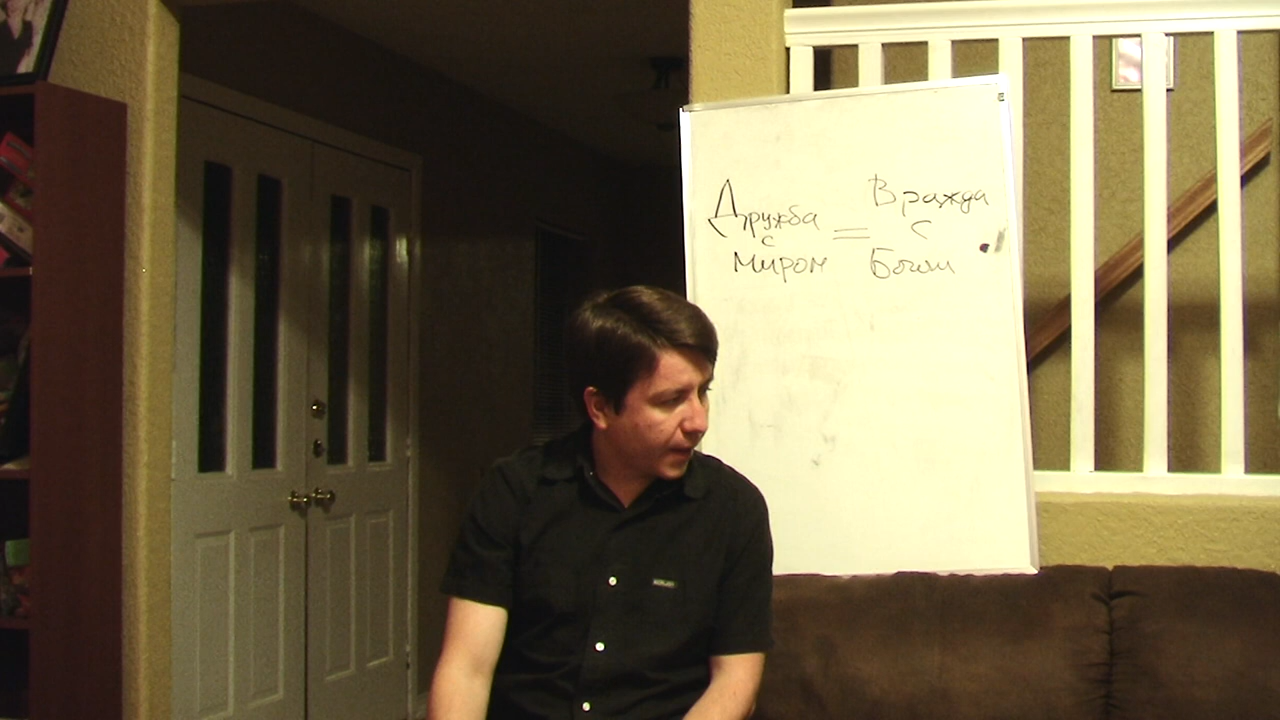 Дружба
с
миром
=
Вражда
с
Богом